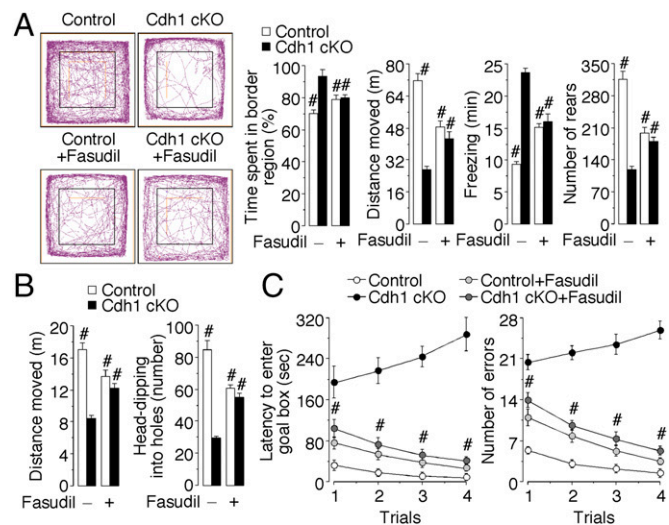 A
Control
Cdh1 cKO
Control
+Fasudil
Cdh1 cKO
+Fasudil
Control
Cdh1 cKO
Time spent in border
region (%)
100
80
60
40
20
0
#
##
Fasudil – +
Distance moved (m)
80
64
48
32
16
0
#
#
#
Fasudil – +
Freezing (min)
25
20
15
10
5
0
#
#
#
Fasudil – +
Number of rears
350
280
210
140
70
0
#
#
#
Fasudil – +
B
Control
Cdh1 cKO
Distance moved (m)
20
16
12
8
4
0
#
#
#
Fasudil – +
Head-dipping
into holes (number)
100
80
60
40
20
0
#
#
#
Fasudil – +
C
Control
Cdh1 cKO
Control+Fasudil
Cdh1 cKO+Fasudil
Latency to enter
goal box (sec)
320
240
160
80
0
#
#
#
#
1 2 3 4
Trials
Number of errors
28
21
14
7
0
#
#
#
#
1 2 3 4
Trials